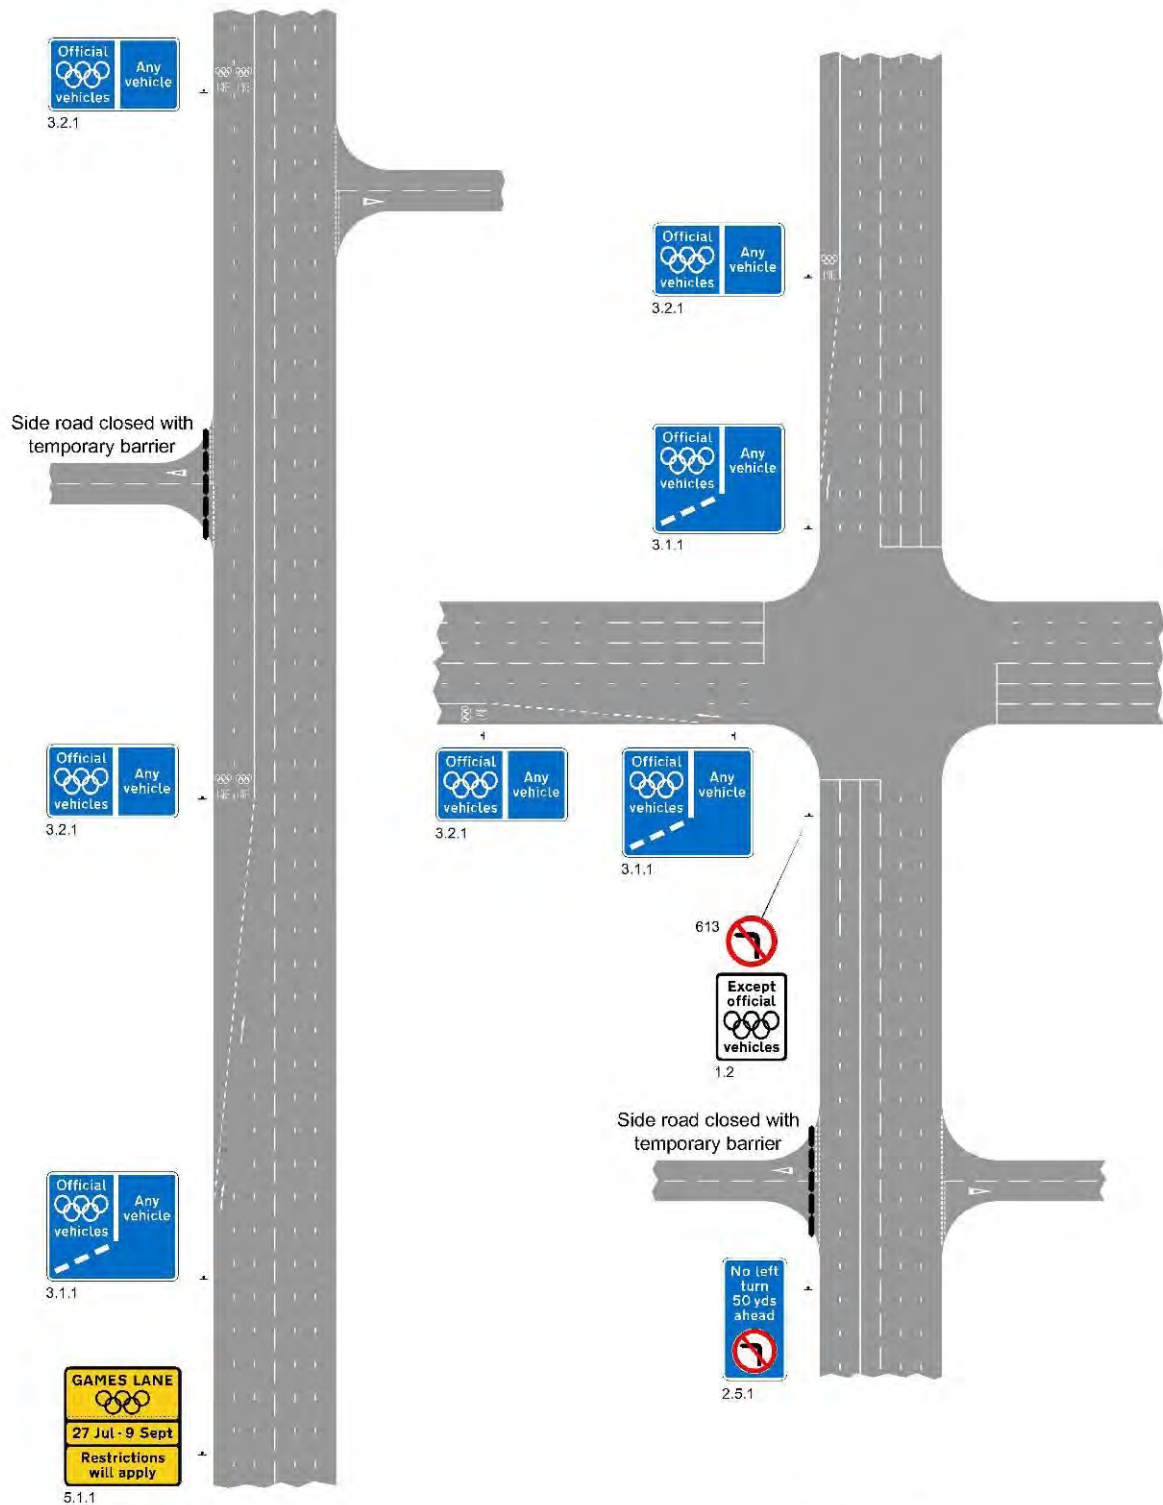 Official
vehicles
Any
vehicle
3.2.1
Side road closed with
temporary barrier
Official
vehicles
Any
vehicle
3.2.1
Official
vehicles
Any
vehicle
3.1.1
GAMES LANE
27 Jul - 9 Sept
Restrictions
will apply
5.1.1
Official
vehicles
Any
vehicle
3.2.1
Official
vehicles
Any
vehicle
3.1.1
Official
vehicles
Any
vehicle
3.2.1
Official
vehicles
Any
vehicle
3.1.1
613
Except
official
vehicles
1.2
Side road closed with
temporary barrier
No left
turn
50 yds
ahead
2.5.1